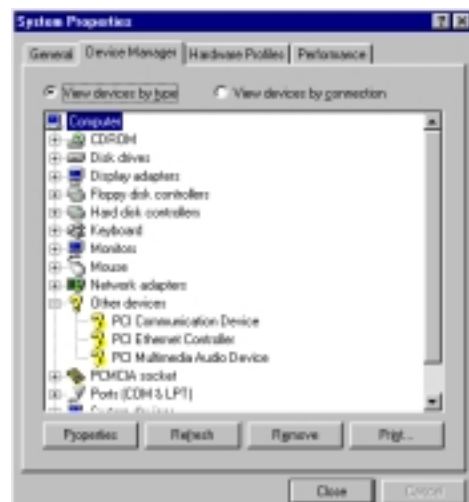 System Properties
General Device Manager Hardware Profiles Performance
View devices by type View devices by connection
Computer
CDROM
Disk drives
Display adapters
Floppy disk controllers
Hard disk controllers
Keyboard
Monitors
Mouse
Network adapters
Other devices
PCI Communication Device
PCI Ethernet Controller
PCI Multimedia Audio Device
PCMCIA socket
Ports (COM & LPT)
System devices
Properties Refresh Remove Print...
Close Cancel